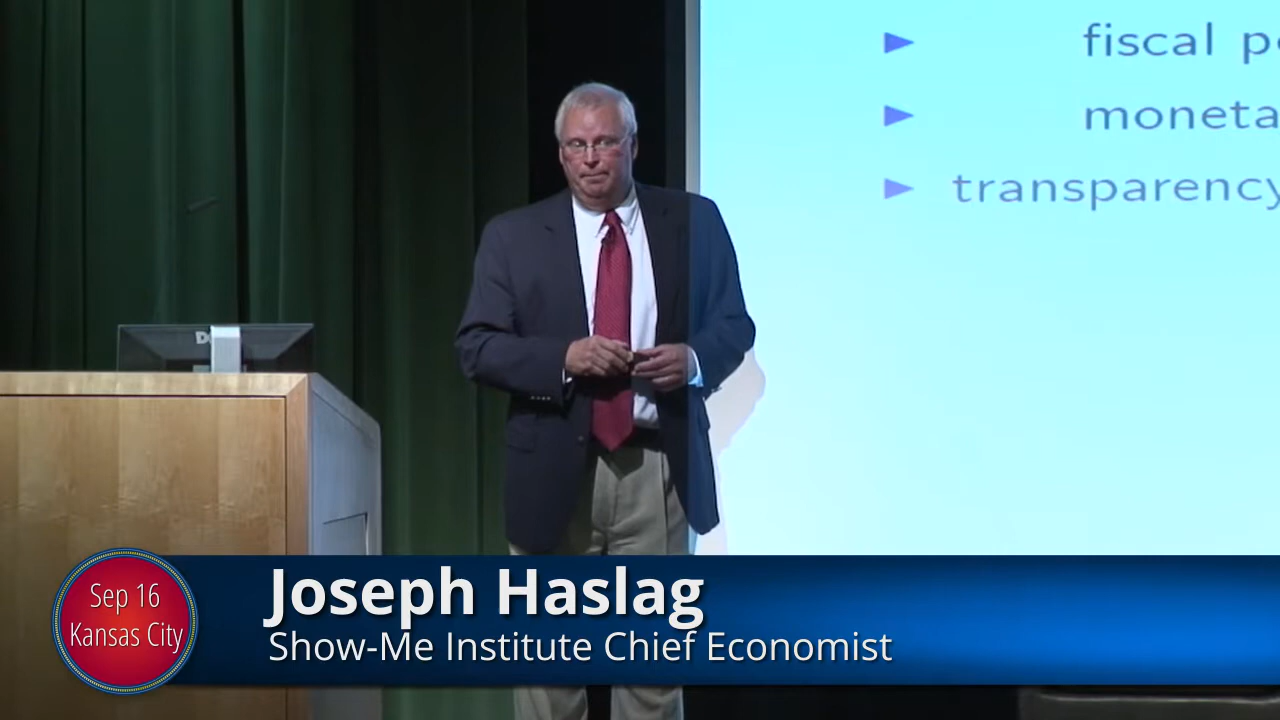 fiscal
moneta
transparency
Sep 16
Kansas City
Joseph Haslag
Show-Me Institute Chief Economist